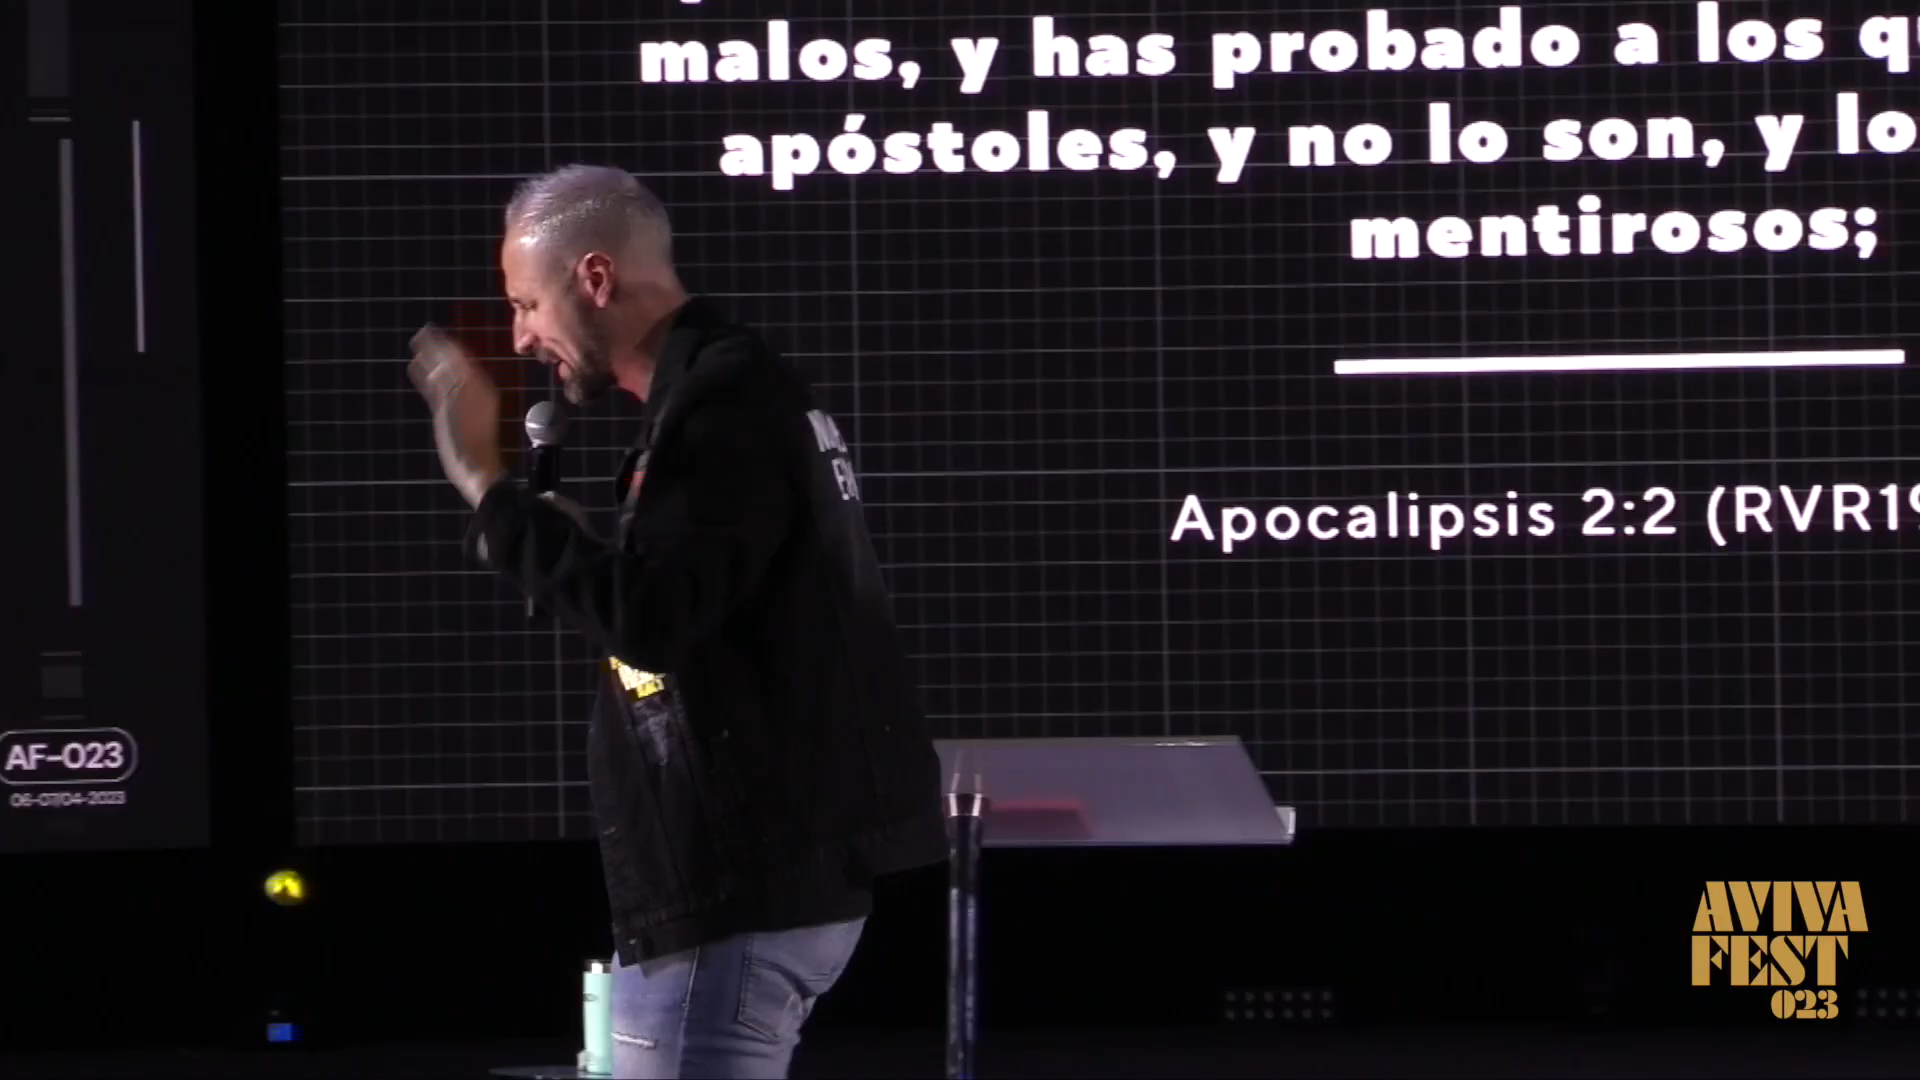 malos, y has probado a los
apóstoles, y no lo son, y lo
mentirosos;
Apocalipsis 2:2 (RVR19
AF-023
06-07/04-2023
AVIVA
FEST
023